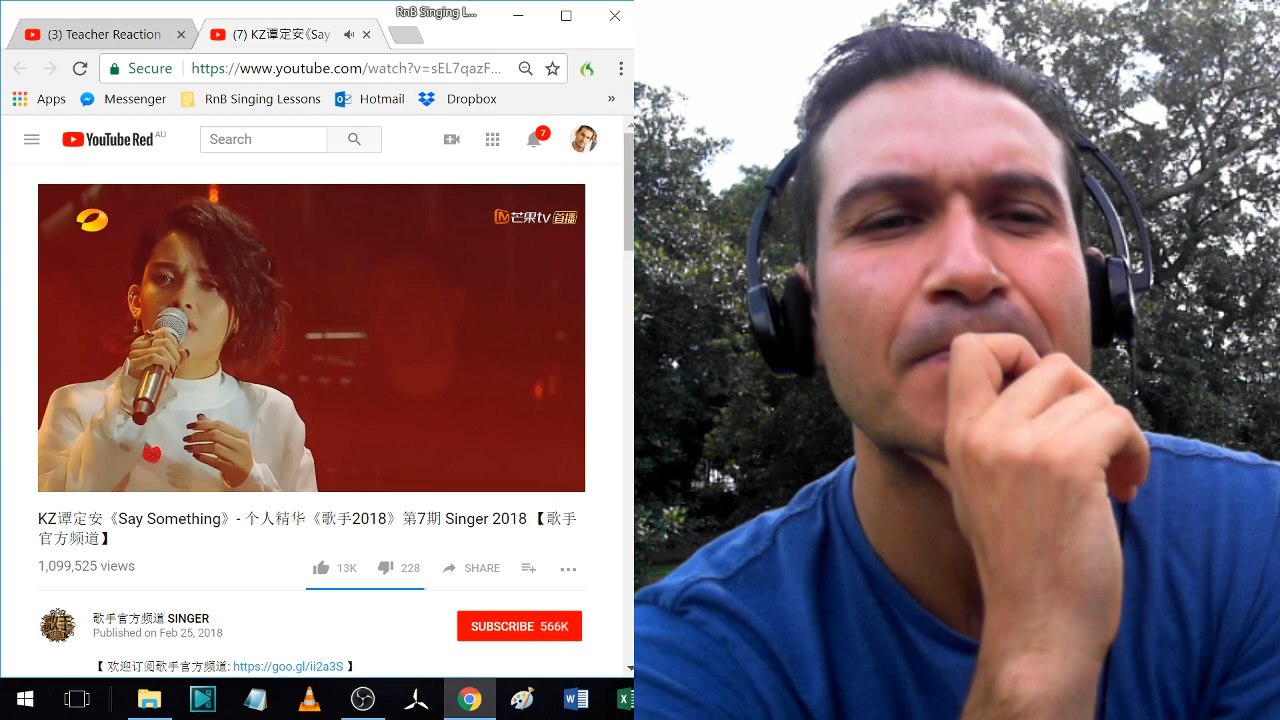 RnB Singing L...
(3) Teacher Reaction
(7) KZ谭定安《Say
Secure
https://www.youtube.com/watch?v=sEL7qazF...
Apps
Messenger
RnB Singing Lessons
Hotmail
Dropbox
»
YouTube Red AU
Search
7
芒果tv 首播
KZ谭定安《Say Something》- 个人精华《歌手2018》第7期 Singer 2018 【歌手
官方频道】
1,099,525 views
13K
228
SHARE
歌手官方频道 SINGER
Published on Feb 25, 2018
SUBSCRIBE 566K
【 欢迎订阅歌手官方频道: https://goo.gl/ii2a3S 】